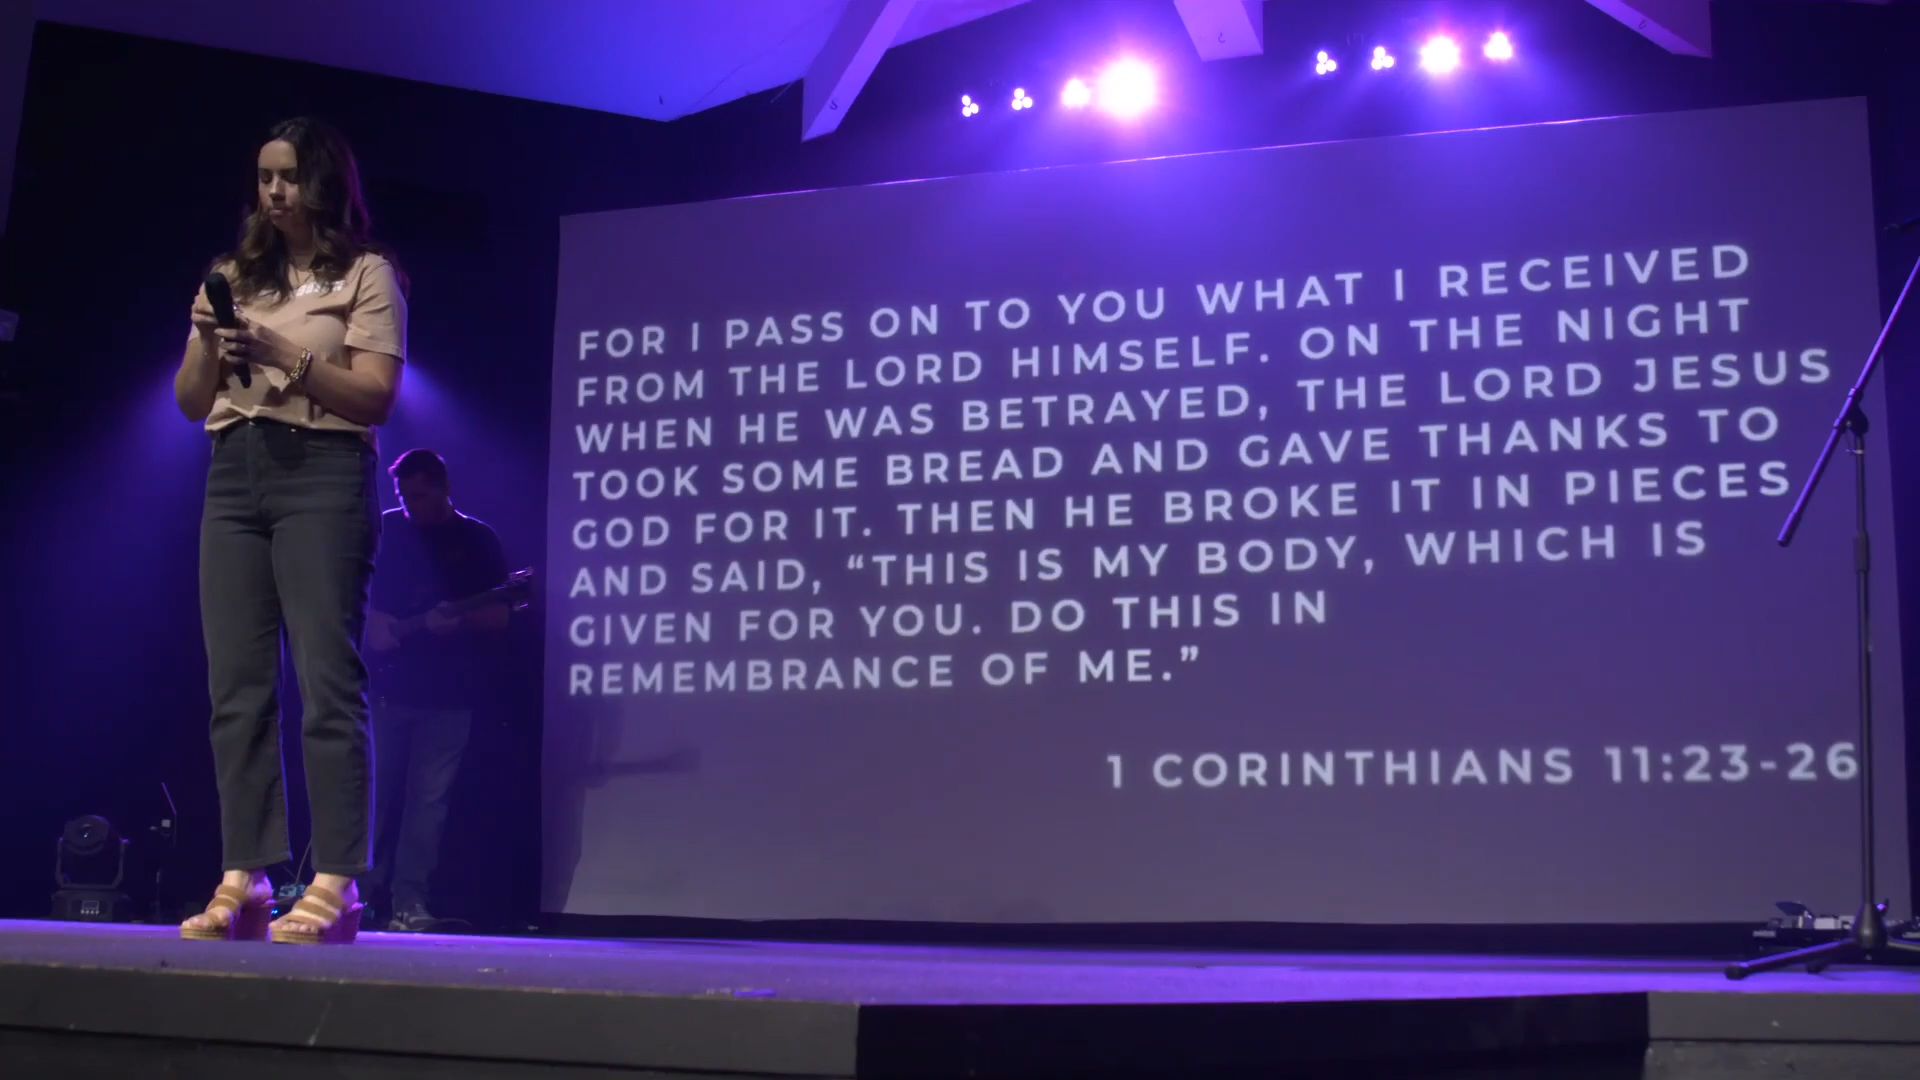 FOR I PASS ON TO YOU WHAT I RECEIVED
FROM THE LORD HIMSELF. ON THE NIGHT
WHEN HE WAS BETRAYED, THE LORD JESUS
TOOK SOME BREAD AND GAVE THANKS TO
GOD FOR IT. THEN HE BROKE IT IN PIECES
AND SAID, “THIS IS MY BODY, WHICH IS
GIVEN FOR YOU. DO THIS IN
REMEMBRANCE OF ME.”
1 CORINTHIANS 11:23-26